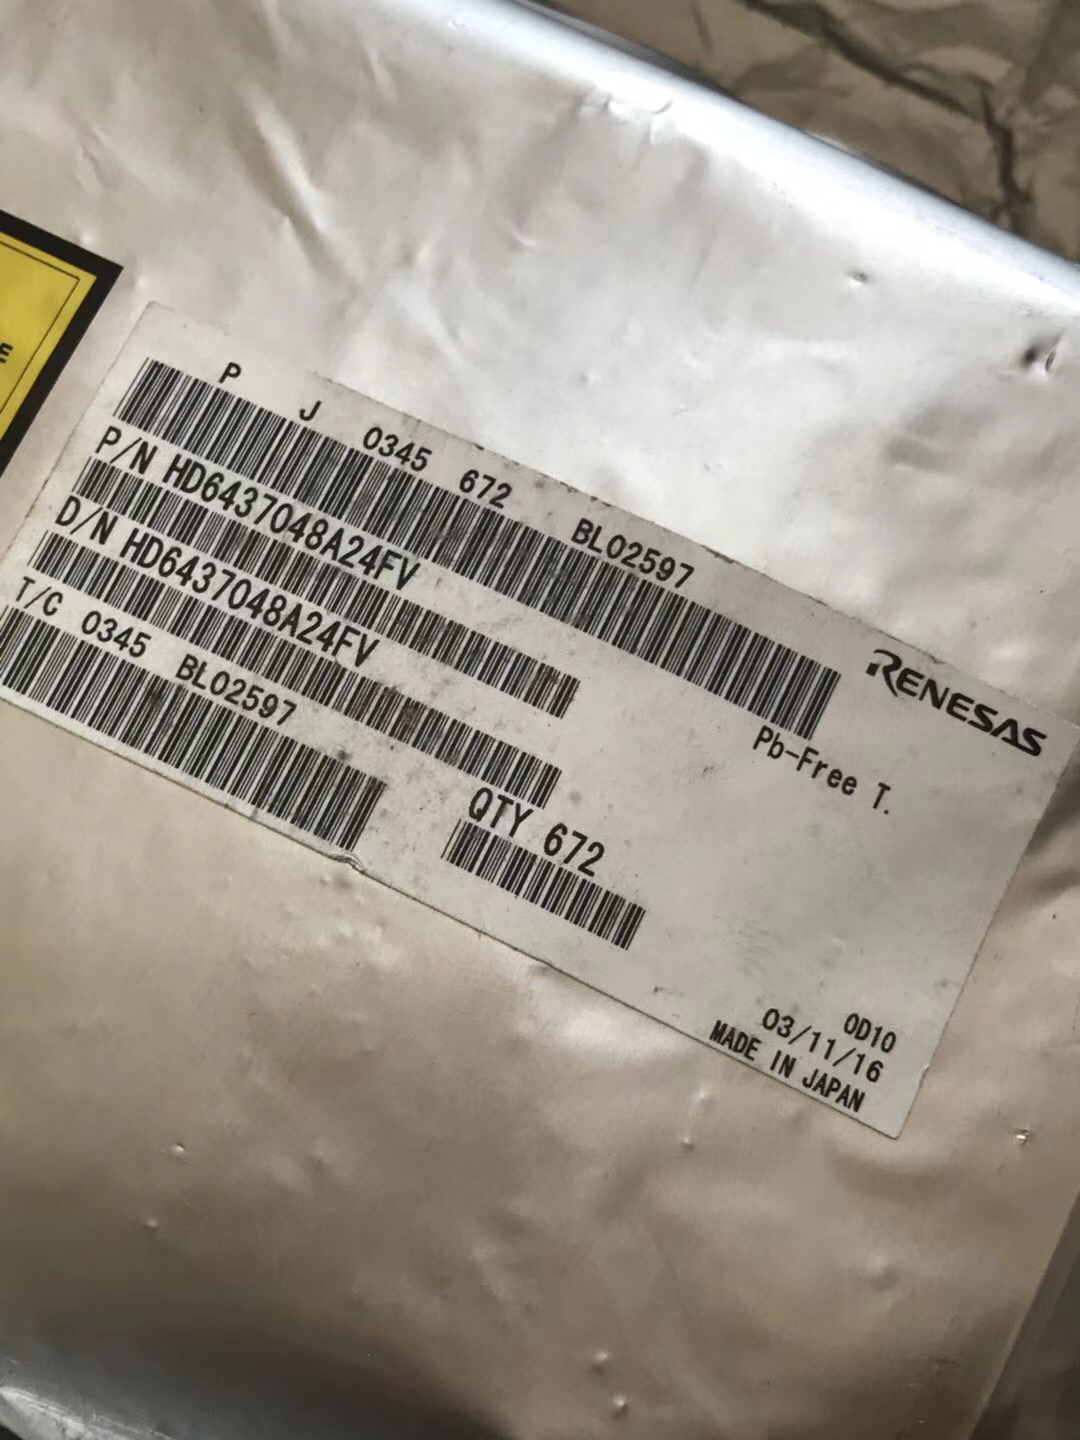 E
P J 0345 672 BL02597
P/N HD6437048A24FV
D/N HD6437048A24FV
T/C 0345 BL02597
QTY 672
RENESAS
Pb-Free T.
0D10
03/11/16
MADE IN JAPAN